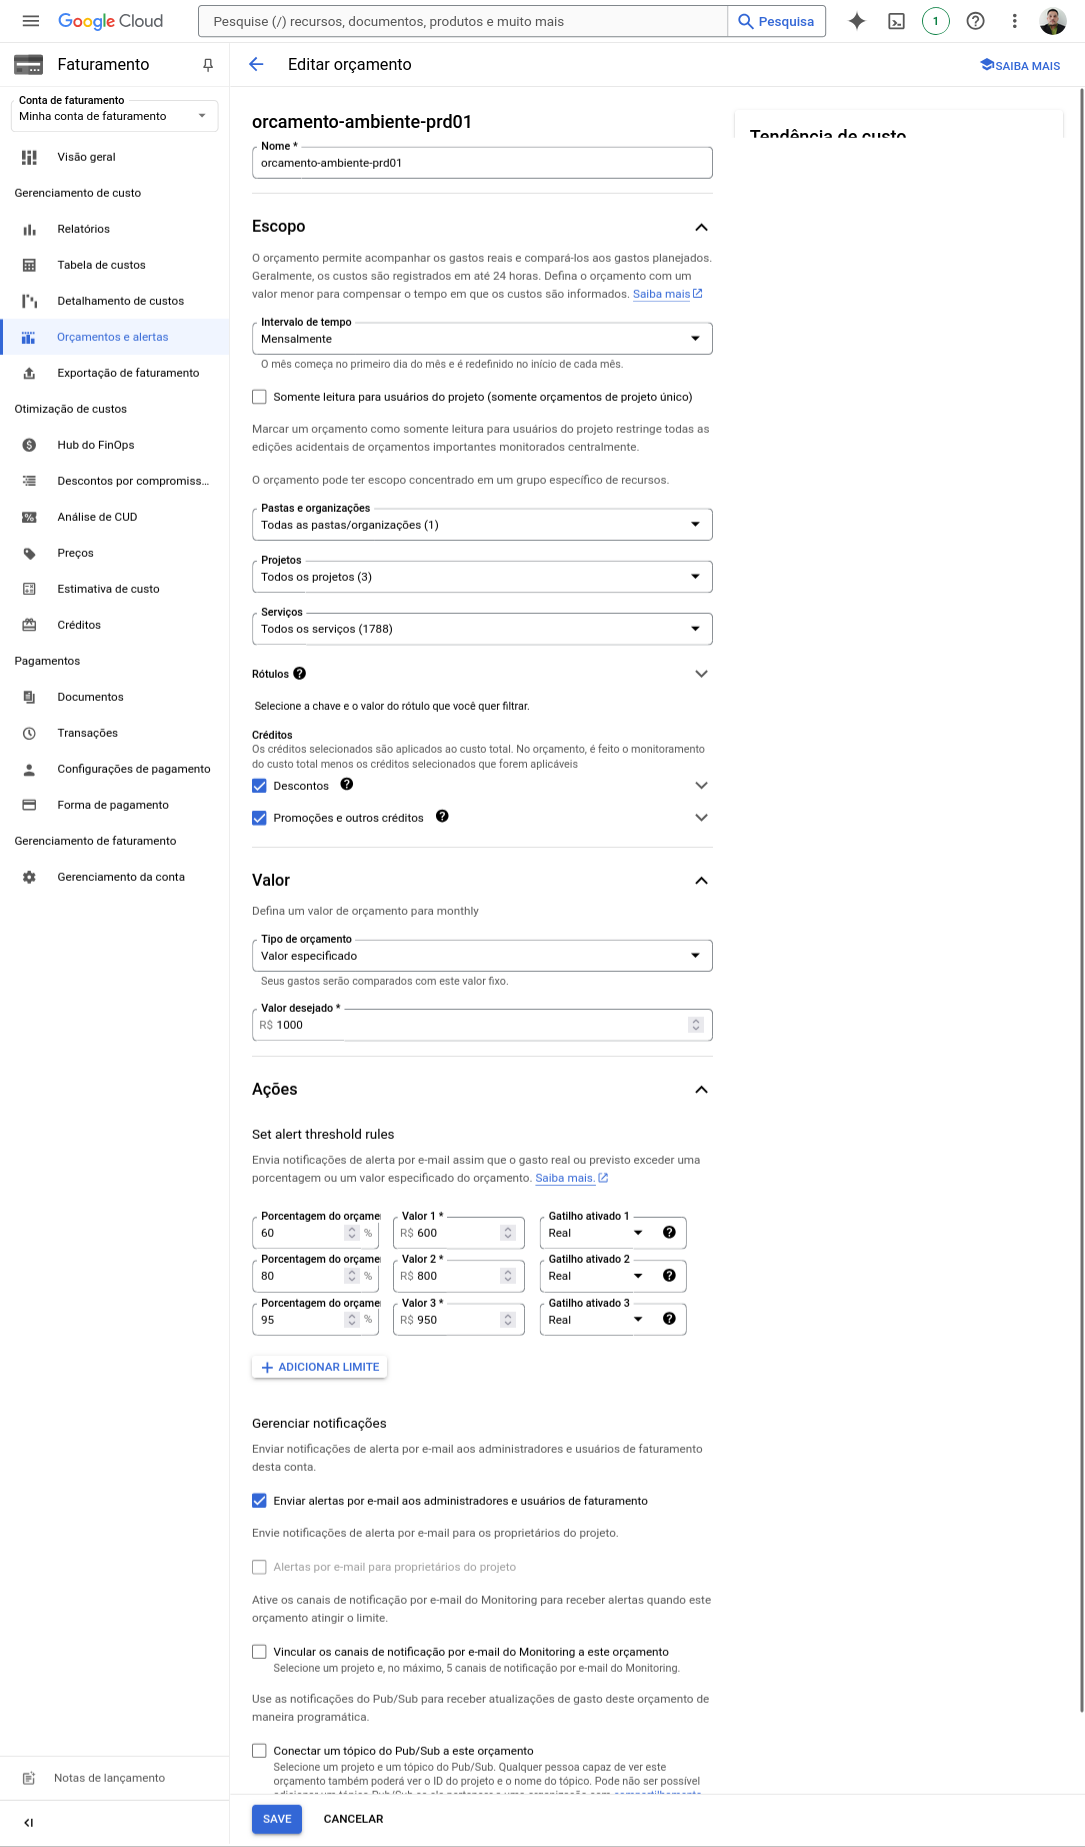 Google Cloud
Pesquise (/) recursos, documentos, produtos e muito mais
Pesquisa
1
Faturamento
Editar orçamento
SAIBA MAIS
Conta de faturamento
Minha conta de faturamento
Visão geral
Gerenciamento de custo
Relatórios
Tabela de custos
Detalhamento de custos
Orçamentos e alertas
Exportação de faturamento
Otimização de custos
Hub do FinOps
Descontos por compromiss...
Análise de CUD
Preços
Estimativa de custo
Créditos
Pagamentos
Documentos
Transações
Configurações de pagamento
Forma de pagamento
Gerenciamento de faturamento
Gerenciamento da conta
Notas de lançamento
orcamento-ambiente-prd01
Nome *
orcamento-ambiente-prd01
Escopo
O orçamento permite acompanhar os gastos reais e compará-los aos gastos planejados.
Geralmente, os custos são registrados em até 24 horas. Defina o orçamento com um
valor menor para compensar o tempo em que os custos são informados. Saiba mais
Intervalo de tempo
Mensalmente
O mês começa no primeiro dia do mês e é redefinido no início de cada mês.
Somente leitura para usuários do projeto (somente orçamentos de projeto único)
Marcar um orçamento como somente leitura para usuários do projeto restringe todas as
edições acidentais de orçamentos importantes monitorados centralmente.
O orçamento pode ter escopo concentrado em um grupo específico de recursos.
Pastas e organizações
Todas as pastas/organizações (1)
Projetos
Todos os projetos (3)
Serviços
Todos os serviços (1788)
Rótulos
Selecione a chave e o valor do rótulo que você quer filtrar.
Créditos
Os créditos selecionados são aplicados ao custo total. No orçamento, é feito o monitoramento
do custo total menos os créditos selecionados que forem aplicáveis
Descontos
Promoções e outros créditos
Valor
Defina um valor de orçamento para monthly
Tipo de orçamento
Valor especificado
Seus gastos serão comparados com este valor fixo.
Valor desejado *
R$ 1000
Ações
Set alert threshold rules
Envia notificações de alerta por e-mail assim que o gasto real ou previsto exceder uma
porcentagem ou um valor especificado do orçamento. Saiba mais.
Porcentagem do orçame Valor 1 * Gatilho ativado 1
60 % R$ 600 Real
Porcentagem do orçame Valor 2 * Gatilho ativado 2
80 % R$ 800 Real
Porcentagem do orçame Valor 3 * Gatilho ativado 3
95 % R$ 950 Real
ADICIONAR LIMITE
Gerenciar notificações
Enviar notificações de alerta por e-mail aos administradores e usuários de faturamento
desta conta.
Enviar alertas por e-mail aos administradores e usuários de faturamento
Envie notificações de alerta por e-mail para os proprietários do projeto.
Alertas por e-mail para proprietários do projeto
Ative os canais de notificação por e-mail do Monitoring para receber alertas quando este
orçamento atingir o limite.
Vincular os canais de notificação por e-mail do Monitoring a este orçamento
Selecione um projeto e, no máximo, 5 canais de notificação por e-mail do Monitoring.
Use as notificações do Pub/Sub para receber atualizações de gasto deste orçamento de
maneira programática.
Conectar um tópico do Pub/Sub a este orçamento
Selecione um projeto e um tópico do Pub/Sub. Qualquer pessoa capaz de ver este
orçamento também poderá ver o ID do projeto e o nome do tópico. Pode não ser possível
SAVE
CANCELAR
Tendência de custo